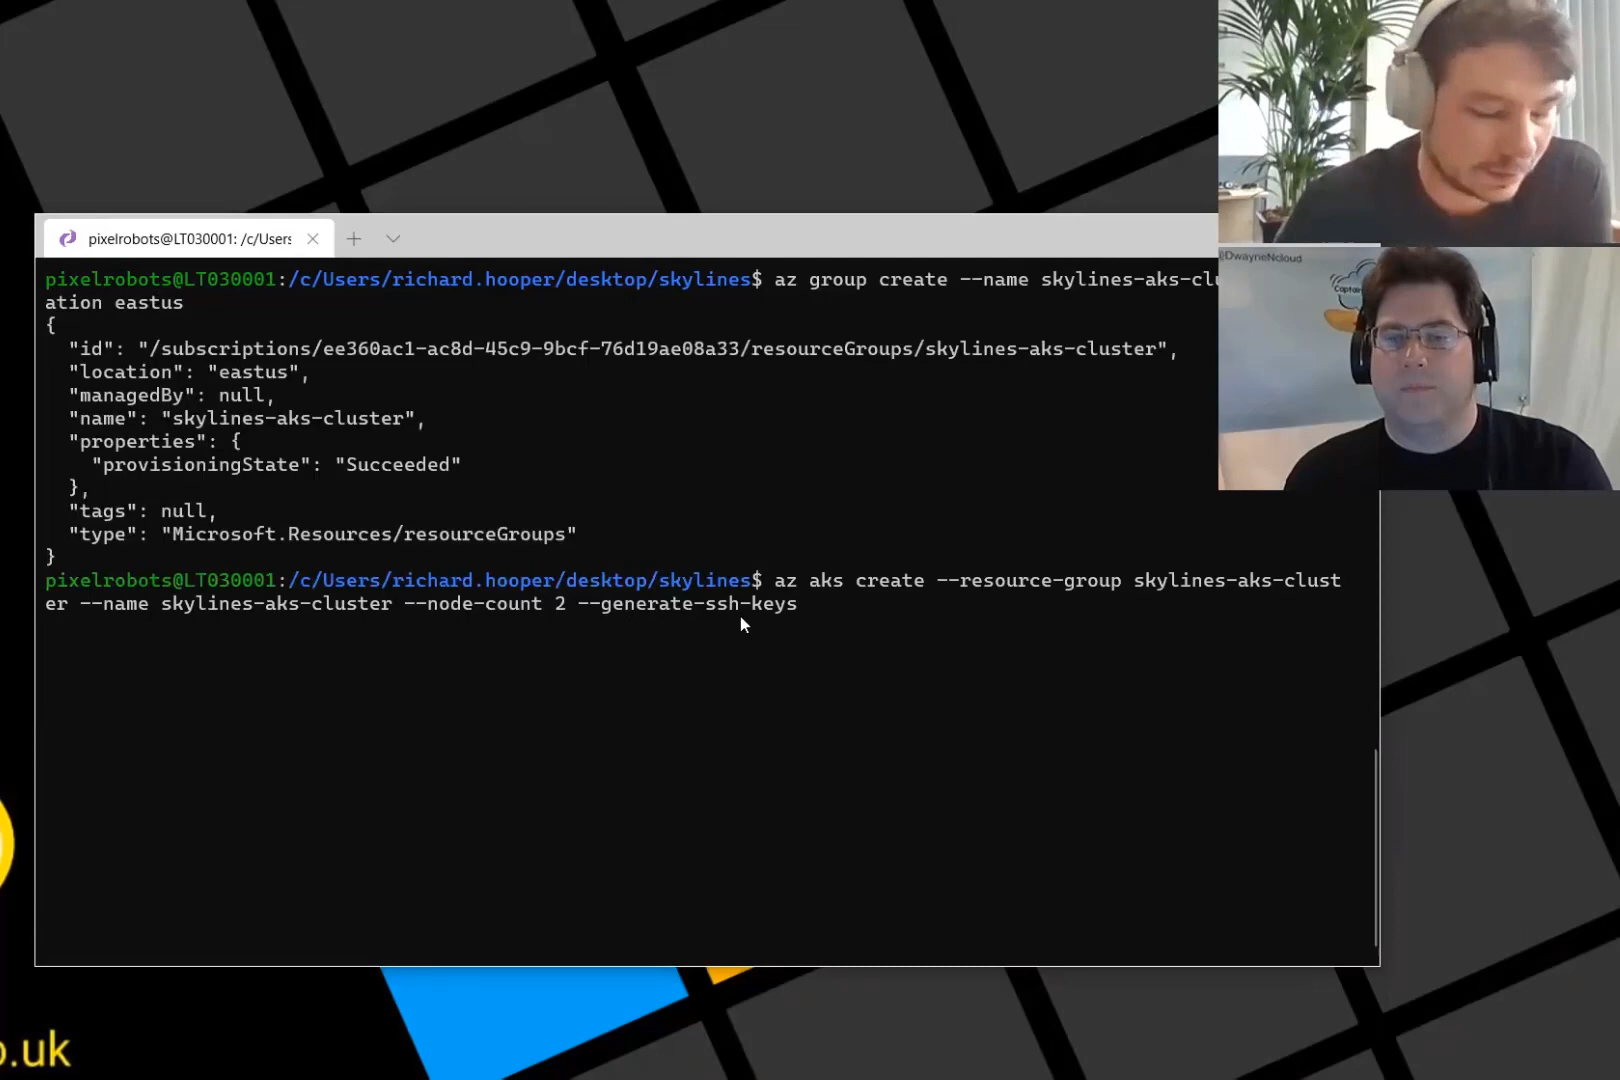 pixelrobots@LT030001: /c/Users
pixelrobots@LT030001:/c/Users/richard.hooper/desktop/skylines$ az group create --name skylines-aks-clu
ation eastus
{
"id": "/subscriptions/ee360ac1-ac8d-45c9-9bcf-76d19ae08a33/resourceGroups/skylines-aks-cluster",
"location": "eastus",
"managedBy": null,
"name": "skylines-aks-cluster",
"properties": {
"provisioningState": "Succeeded"
},
"tags": null,
"type": "Microsoft.Resources/resourceGroups"
}
pixelrobots@LT030001:/c/Users/richard.hooper/desktop/skylines$ az aks create --resource-group skylines-aks-clust
er --name skylines-aks-cluster --node-count 2 --generate-ssh-keys
@DwayneNcloud
Captain
o.uk